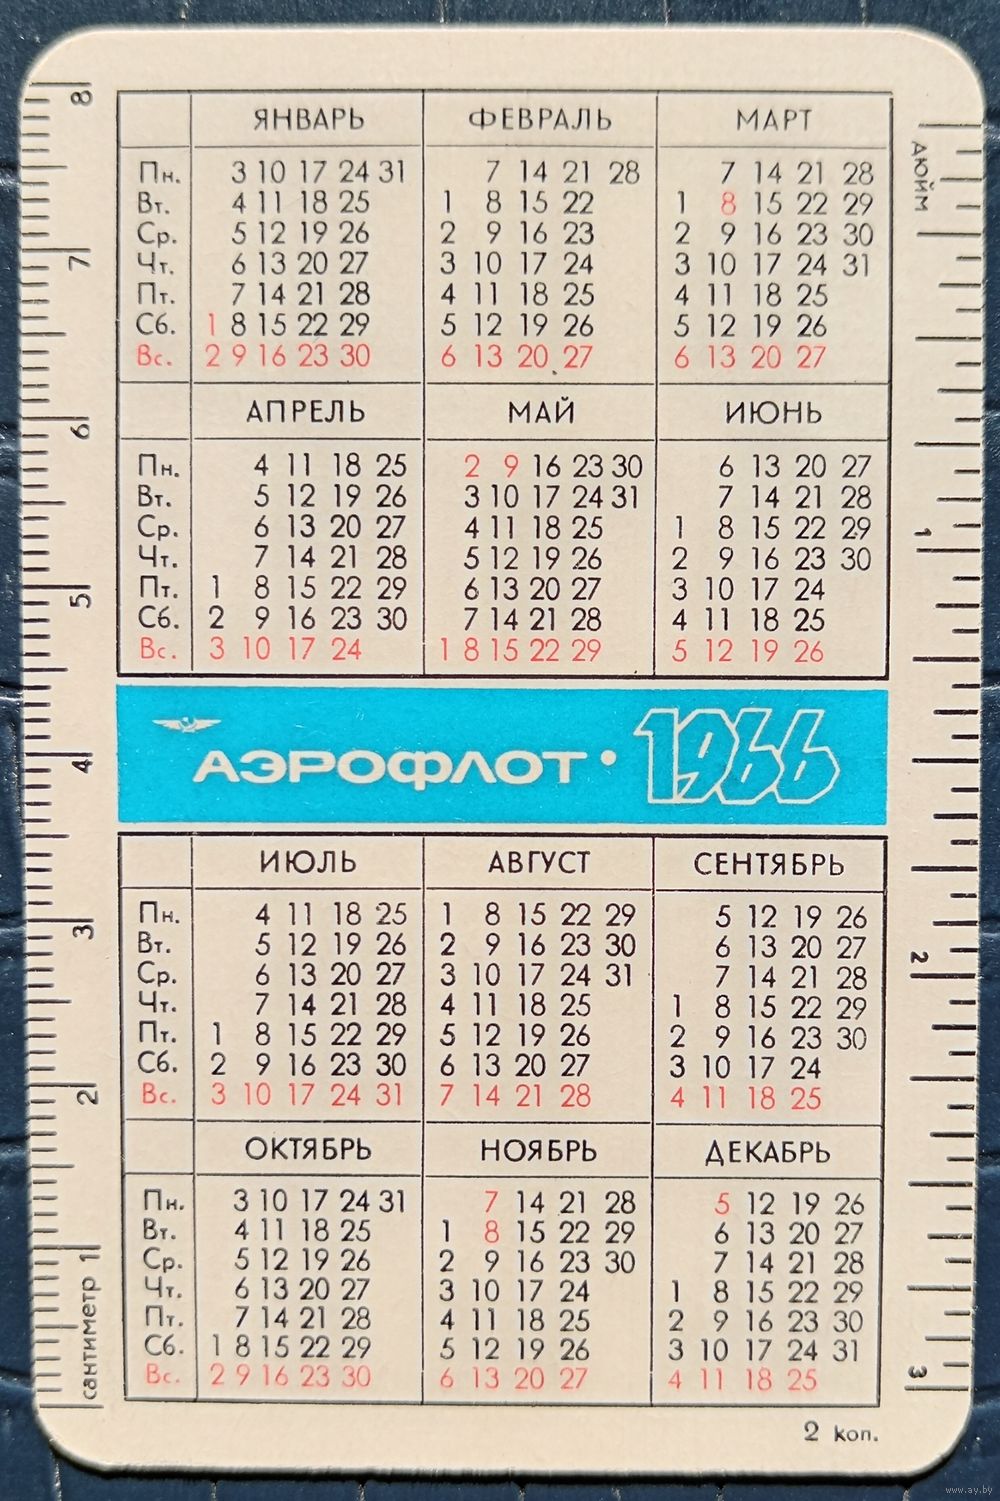 ЯНВАРЬ ФЕВРАЛЬ МАРТ
Пн. 3 10 17 24 31 7 14 21 28 7 14 21 28
Вт. 4 11 18 25 1 8 15 22 1 8 15 22 29
Ср. 5 12 19 26 2 9 16 23 2 9 16 23 30
Чт. 6 13 20 27 3 10 17 24 3 10 17 24 31
Пт. 7 14 21 28 4 11 18 25 4 11 18 25
Сб. 1 8 15 22 29 5 12 19 26 5 12 19 26
Вс. 2 9 16 23 30 6 13 20 27 6 13 20 27
АПРЕЛЬ МАЙ ИЮНЬ
Пн. 4 11 18 25 2 9 16 23 30 6 13 20 27
Вт. 5 12 19 26 3 10 17 24 31 7 14 21 28
Ср. 6 13 20 27 4 11 18 25 1 8 15 22 29
Чт. 7 14 21 28 5 12 19 26 2 9 16 23 30
Пт. 1 8 15 22 29 6 13 20 27 3 10 17 24
Сб. 2 9 16 23 30 7 14 21 28 4 11 18 25
Вс. 3 10 17 24 1 8 15 22 29 5 12 19 26
АЭРОФЛОТ • 1966
ИЮЛЬ АВГУСТ СЕНТЯБРЬ
Пн. 4 11 18 25 1 8 15 22 29 5 12 19 26
Вт. 5 12 19 26 2 9 16 23 30 6 13 20 27
Ср. 6 13 20 27 3 10 17 24 31 7 14 21 28
Чт. 7 14 21 28 4 11 18 25 1 8 15 22 29
Пт. 1 8 15 22 29 5 12 19 26 2 9 16 23 30
Сб. 2 9 16 23 30 6 13 20 27 3 10 17 24
Вс. 3 10 17 24 31 7 14 21 28 4 11 18 25
ОКТЯБРЬ НОЯБРЬ ДЕКАБРЬ
Пн. 3 10 17 24 31 7 14 21 28 5 12 19 26
Вт. 4 11 18 25 1 8 15 22 29 6 13 20 27
Ср. 5 12 19 26 2 9 16 23 30 7 14 21 28
Чт. 6 13 20 27 3 10 17 24 1 8 15 22 29
Пт. 7 14 21 28 4 11 18 25 2 9 16 23 30
Сб. 1 8 15 22 29 5 12 19 26 3 10 17 24 31
Вс. 2 9 16 23 30 6 13 20 27 4 11 18 25
2 коп.
сантиметр 1 2 3 4 5 6 7 8
дюйм 1 2 3
www.ay.by